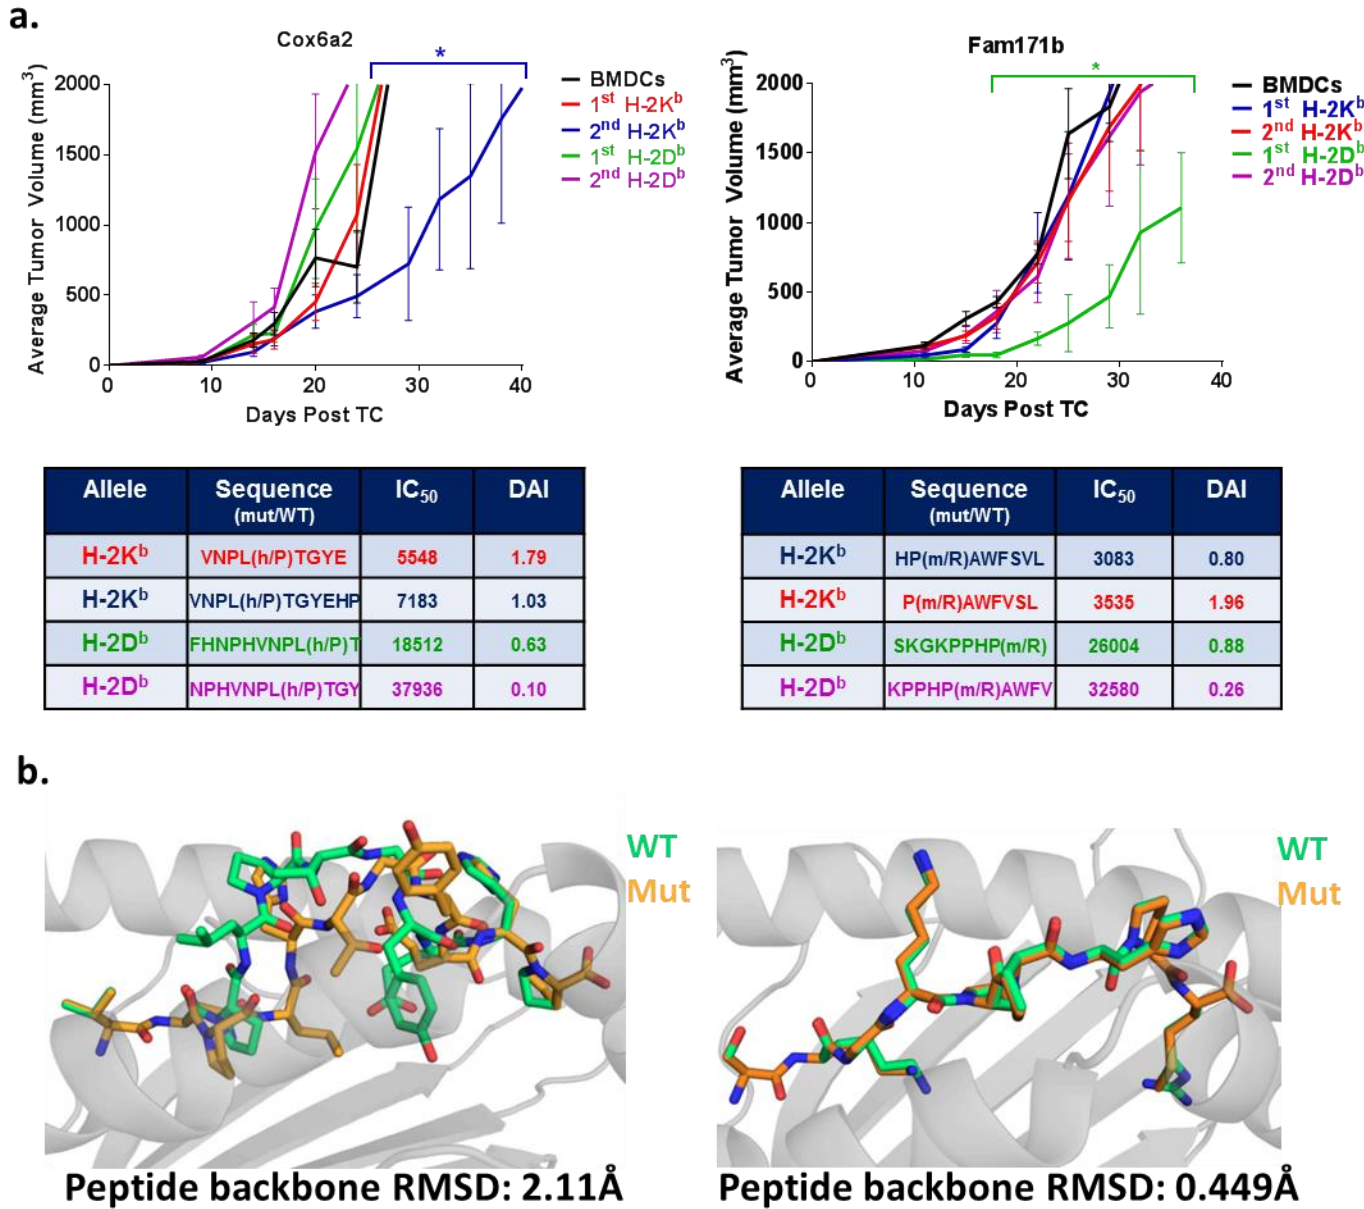 a.
Cox6a2
*
Average Tumor Volume (mm³)
2000
1500
1000
500
0
0 10 20 30 40
Days Post TC
BMDCs
1st H-2Kb
2nd H-2Kb
1st H-2Db
2nd H-2Db
Fam171b
*
Average Tumor Volume (mm³)
2000
1500
1000
500
0
0 10 20 30 40
Days Post TC
BMDCs
1st H-2Kb
2nd H-2Kb
1st H-2Db
2nd H-2Db
Allele Sequence (mut/WT) IC50 DAI
H-2Kb VNPL(h/P)TGYE 5548 1.79
H-2Kb VNPL(h/P)TGYEHP 7183 1.03
H-2Db FHNPHVNPL(h/P)T 18512 0.63
H-2Db NPHVNPL(h/P)TGY 37936 0.10
Allele Sequence (mut/WT) IC50 DAI
H-2Kb HP(m/R)AWFSVL 3083 0.80
H-2Kb P(m/R)AWFVSL 3535 1.96
H-2Db SKGKPPHP(m/R) 26004 0.88
H-2Db KPPHP(m/R)AWFV 32580 0.26
b.
WT
Mut
Peptide backbone RMSD: 2.11Å
WT
Mut
Peptide backbone RMSD: 0.449Å